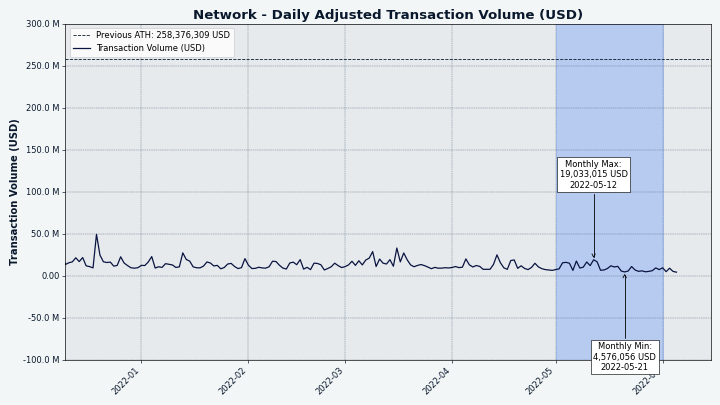 Network - Daily Adjusted Transaction Volume (USD)
Previous ATH: 258,376,309 USD
Transaction Volume (USD)
Transaction Volume (USD)
300.0 M
250.0 M
200.0 M
150.0 M
100.0 M
50.0 M
0.00
-50.0 M
-100.0 M
Monthly Max:
19,033,015 USD
2022-05-12
Monthly Min:
4,576,056 USD
2022-05-21
2022-01
2022-02
2022-03
2022-04
2022-05